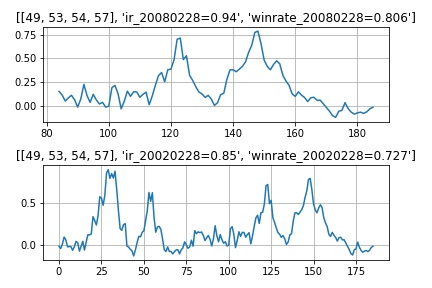 [[49, 53, 54, 57], 'ir_20080228=0.94', 'winrate_20080228=0.806']
0.75
0.50
0.25
0.00
80 100 120 140 160 180
[[49, 53, 54, 57], 'ir_20020228=0.85', 'winrate_20020228=0.727']
0.5
0.0
0 25 50 75 100 125 150 175